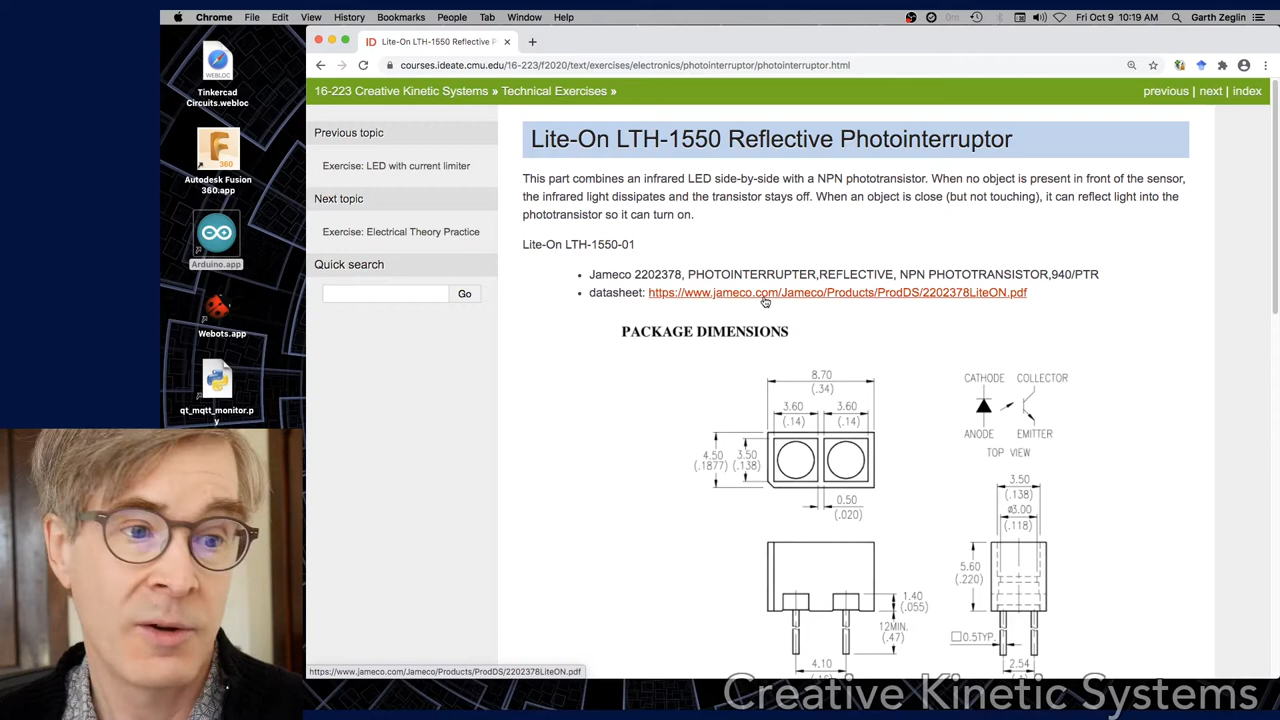 Chrome File Edit View History Bookmarks People Tab Window Help
0m Fri Oct 9 10:19 AM Garth Zeglin
Lite-On LTH-1550 Reflective P
courses.ideate.cmu.edu/16-223/f2020/text/exercises/electronics/photointerruptor/photointerruptor.html
16-223 Creative Kinetic Systems » Technical Exercises »
previous | next | index
WEBLOC
Tinkercad
Circuits.webloc
F
360
Autodesk Fusion
360.app
Arduino.app
Webots.app
qt_mqtt_monitor.p
y
Previous topic
Exercise: LED with current limiter
Next topic
Exercise: Electrical Theory Practice
Quick search
Go
Lite-On LTH-1550 Reflective Photointerruptor
This part combines an infrared LED side-by-side with a NPN phototransistor. When no object is present in front of the sensor,
the infrared light dissipates and the transistor stays off. When an object is close (but not touching), it can reflect light into the
phototransistor so it can turn on.
Lite-On LTH-1550-01
• Jameco 2202378, PHOTOINTERRUPTER,REFLECTIVE, NPN PHOTOTRANSISTOR,940/PTR
• datasheet: https://www.jameco.com/Jameco/Products/ProdDS/2202378LiteON.pdf
PACKAGE DIMENSIONS
8.70
(.34)
3.60 3.60
(.14) (.14)
4.50 3.50
(.1877) (.138)
0.50
(.020)
CATHODE COLLECTOR
ANODE EMITTER
TOP VIEW
3.50
(.138)
ø3.00
(.118)
5.60
(.220)
1.40
(.055)
12MIN.
(.47)
□0.5TYP.
4.10
2.54
https://www.jameco.com/Jameco/Products/ProdDS/2202378LiteON.pdf
Creative Kinetic Systems